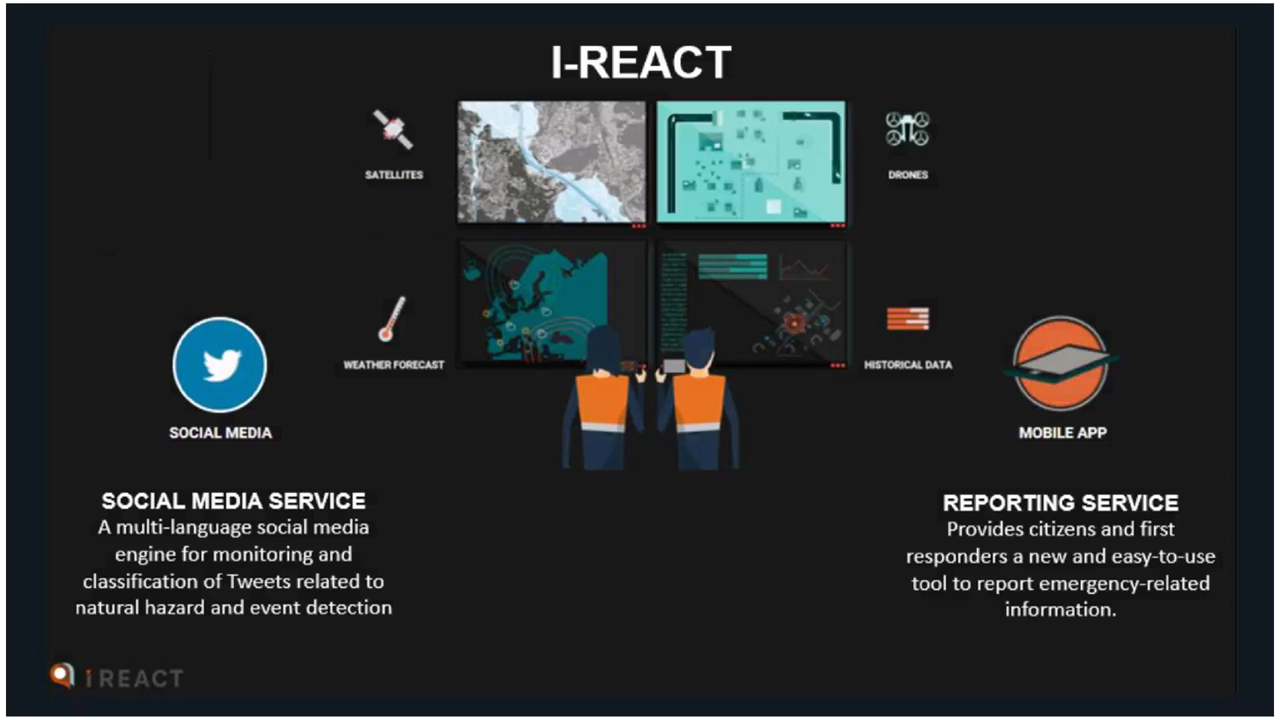 I-REACT
SATELLITES
DRONES
WEATHER FORECAST
HISTORICAL DATA
SOCIAL MEDIA
MOBILE APP
SOCIAL MEDIA SERVICE
A multi-language social media
engine for monitoring and
classification of Tweets related to
natural hazard and event detection
REPORTING SERVICE
Provides citizens and first
responders a new and easy-to-use
tool to report emergency-related
information.
I REACT